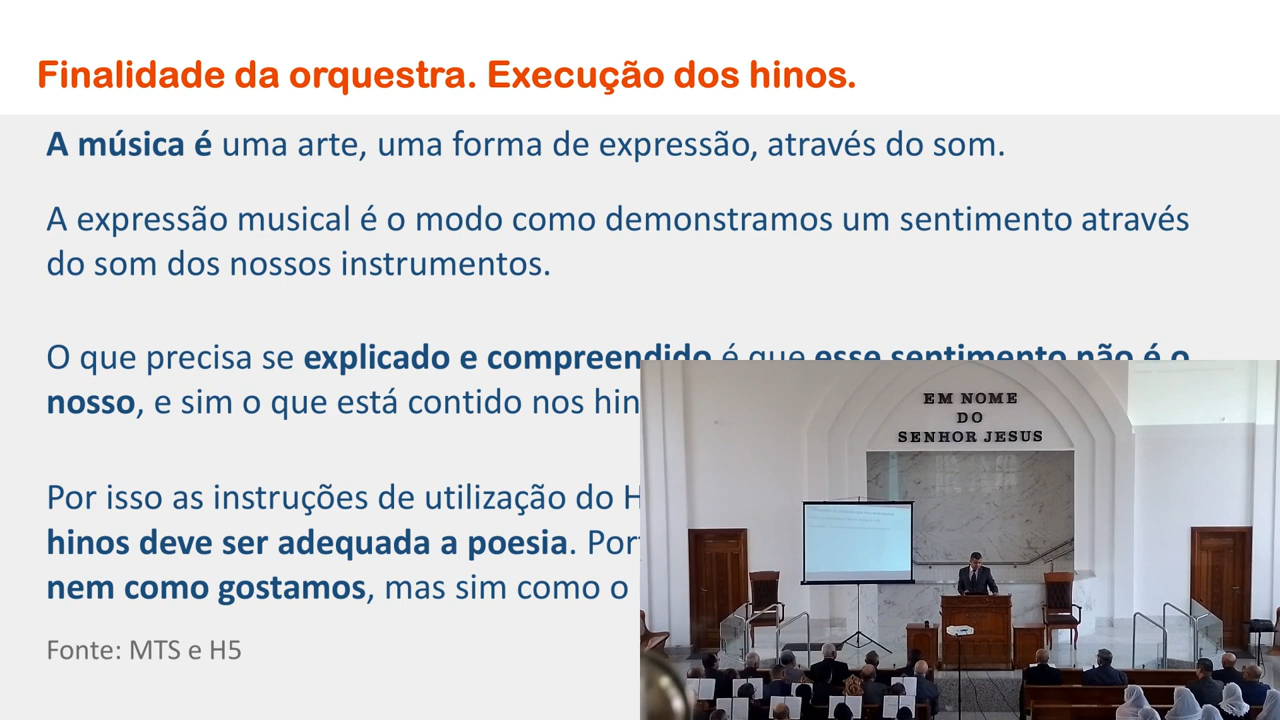 Finalidade da orquestra. Execução dos hinos.
A música é uma arte, uma forma de expressão, através do som.
A expressão musical é o modo como demonstramos um sentimento através
do som dos nossos instrumentos.
O que precisa se explicado e compreendido é que esse sentimento não é o
nosso, e sim o que está contido nos
Por isso as instruções de utilização do
hinos deve ser adequada a poesia.
nem como gostamos, mas sim como o
Fonte: MTS e H5
EM NOME
DO
SENHOR JESUS